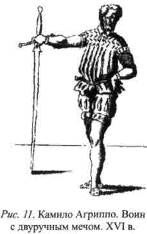 Рис. 11. Камило Агриппо. Воин
с двуручным мечом. XVI в.